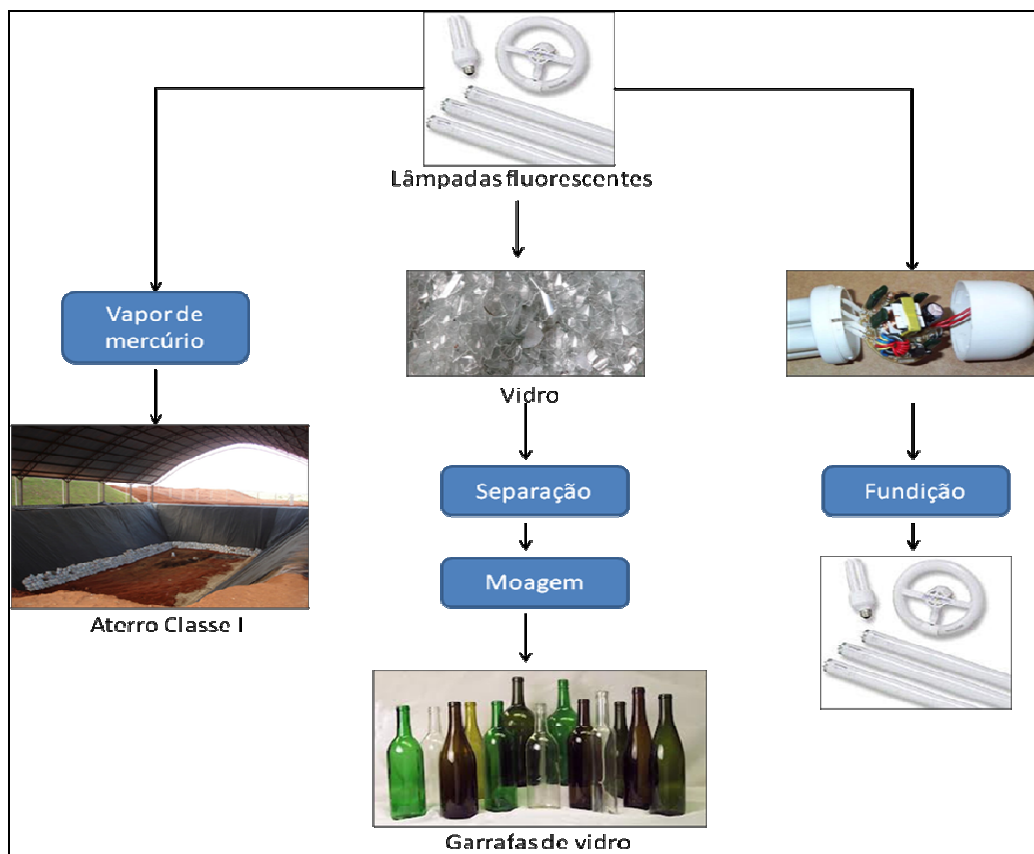 Lâmpadas fluorescentes
Vapor de
mercúrio
Vidro
Aterro Classe I
Separação
Fundição
Moagem
Garrafas de vidro